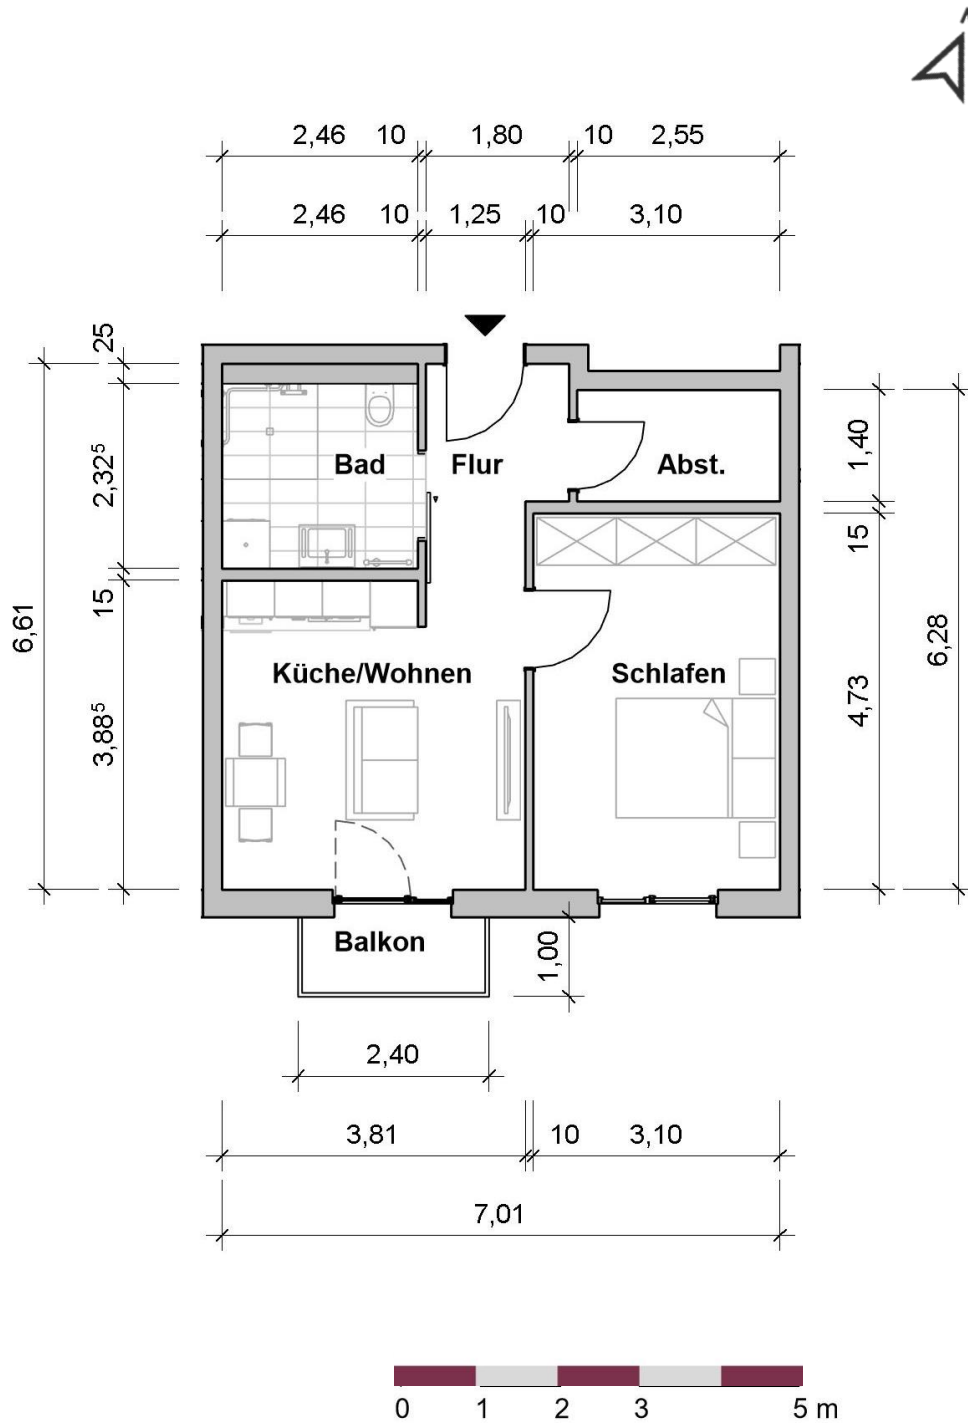 2,46 10 1,80 10 2,55
2,46 10 1,25 10 3,10
25
2,32⁵
15
3,88⁵
6,61
Bad Flur Abst.
1,40
15
4,73
6,28
Küche/Wohnen Schlafen
Balkon
1,00
2,40
3,81 10 3,10
7,01
0 1 2 3 5 m